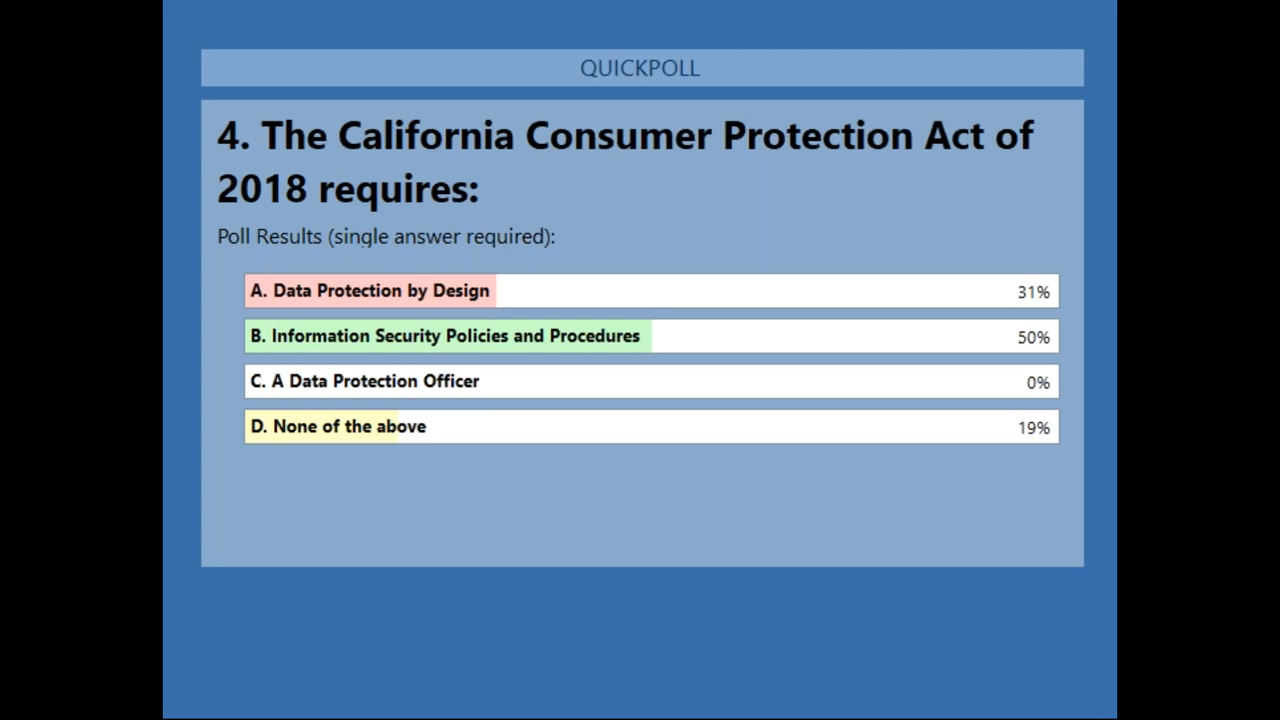 QUICKPOLL
4. The California Consumer Protection Act of
2018 requires:
Poll Results (single answer required):
A. Data Protection by Design 31%
B. Information Security Policies and Procedures 50%
C. A Data Protection Officer 0%
D. None of the above 19%